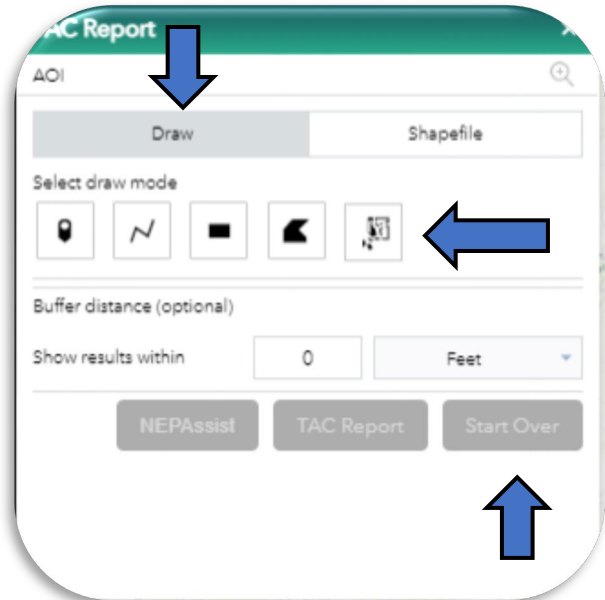 AC Report
AOI
Draw Shapefile
Select draw mode
Buffer distance (optional)
Show results within 0 Feet
NEPAssist TAC Report Start Over